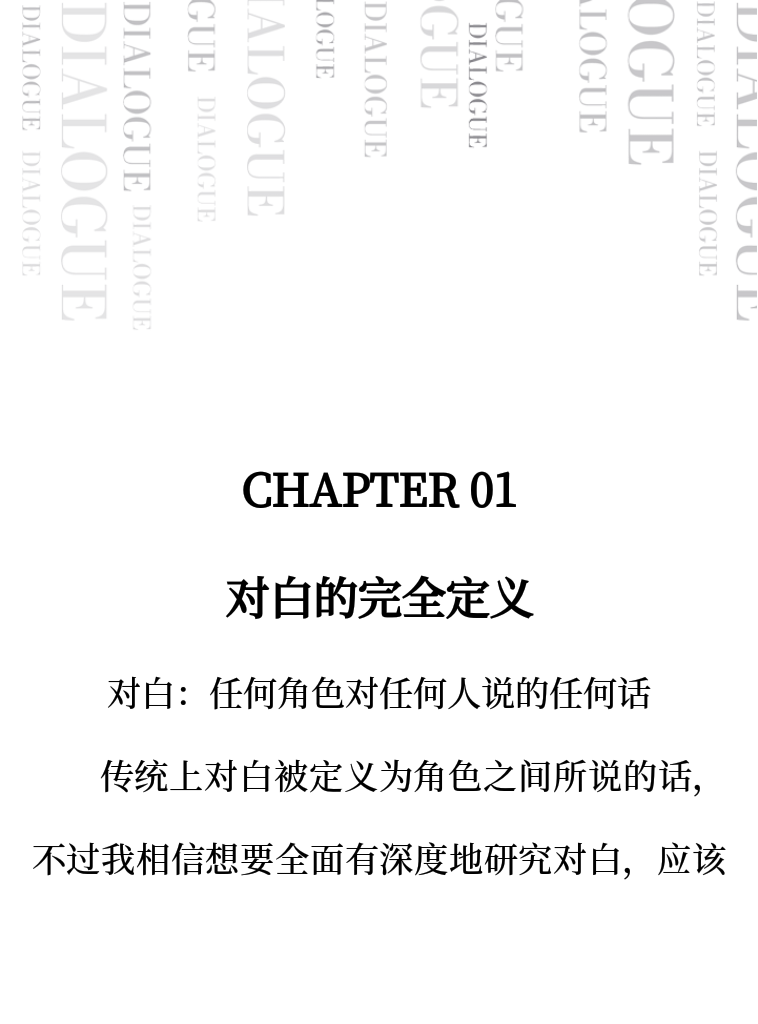 DIALOGUE
DIALOGUE
DIALOGUE
DIALOGUE
DIALOGUE
GUE
DIALOGUE
IALOGUE
LOGUE
DIALOGUE
OGUE
DIALOGUE
GUE
ALOGUE
OGUE
DIALOGUE
DIALOGUE
DIALOGUE
CHAPTER 01
对白的完全定义
对白：任何角色对任何人说的任何话
传统上对白被定义为角色之间所说的话，
不过我相信想要全面有深度地研究对白，应该